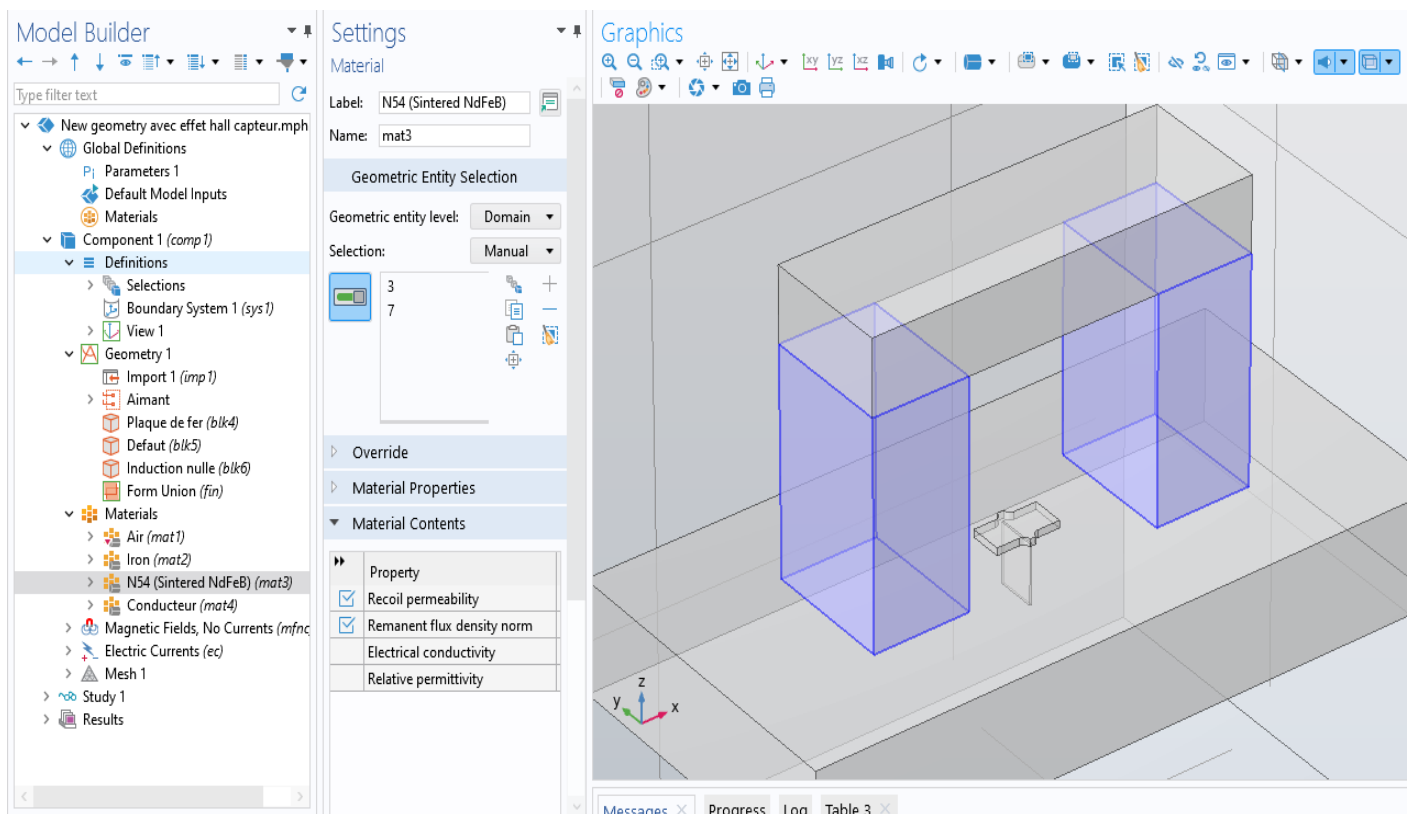 Model Builder
Type filter text
New geometry avec effet hall capteur.mph
Global Definitions
Pi Parameters 1
Default Model Inputs
Materials
Component 1 (comp1)
Definitions
Selections
Boundary System 1 (sys1)
View 1
Geometry 1
Import 1 (imp1)
Aimant
Plaque de fer (blk4)
Defaut (blk5)
Induction nulle (blk6)
Form Union (fin)
Materials
Air (mat1)
Iron (mat2)
N54 (Sintered NdFeB) (mat3)
Conducteur (mat4)
Magnetic Fields, No Currents (mfnc
Electric Currents (ec)
Mesh 1
Study 1
Results
Settings
Material
Label: N54 (Sintered NdFeB)
Name: mat3
Geometric Entity Selection
Geometric entity level: Domain
Selection: Manual
3
7
Override
Material Properties
Material Contents
Property
Recoil permeability
Remanent flux density norm
Electrical conductivity
Relative permittivity
Graphics
xy yz xz
z
y x
Messages Progress Log Table 3